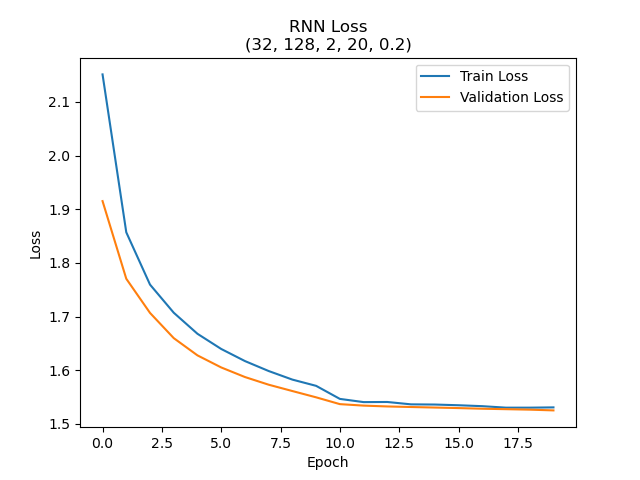 RNN Loss
(32, 128, 2, 20, 0.2)
Train Loss
Validation Loss
2.1
2.0
1.9
1.8
1.7
1.6
1.5
Loss
0.0 2.5 5.0 7.5 10.0 12.5 15.0 17.5
Epoch